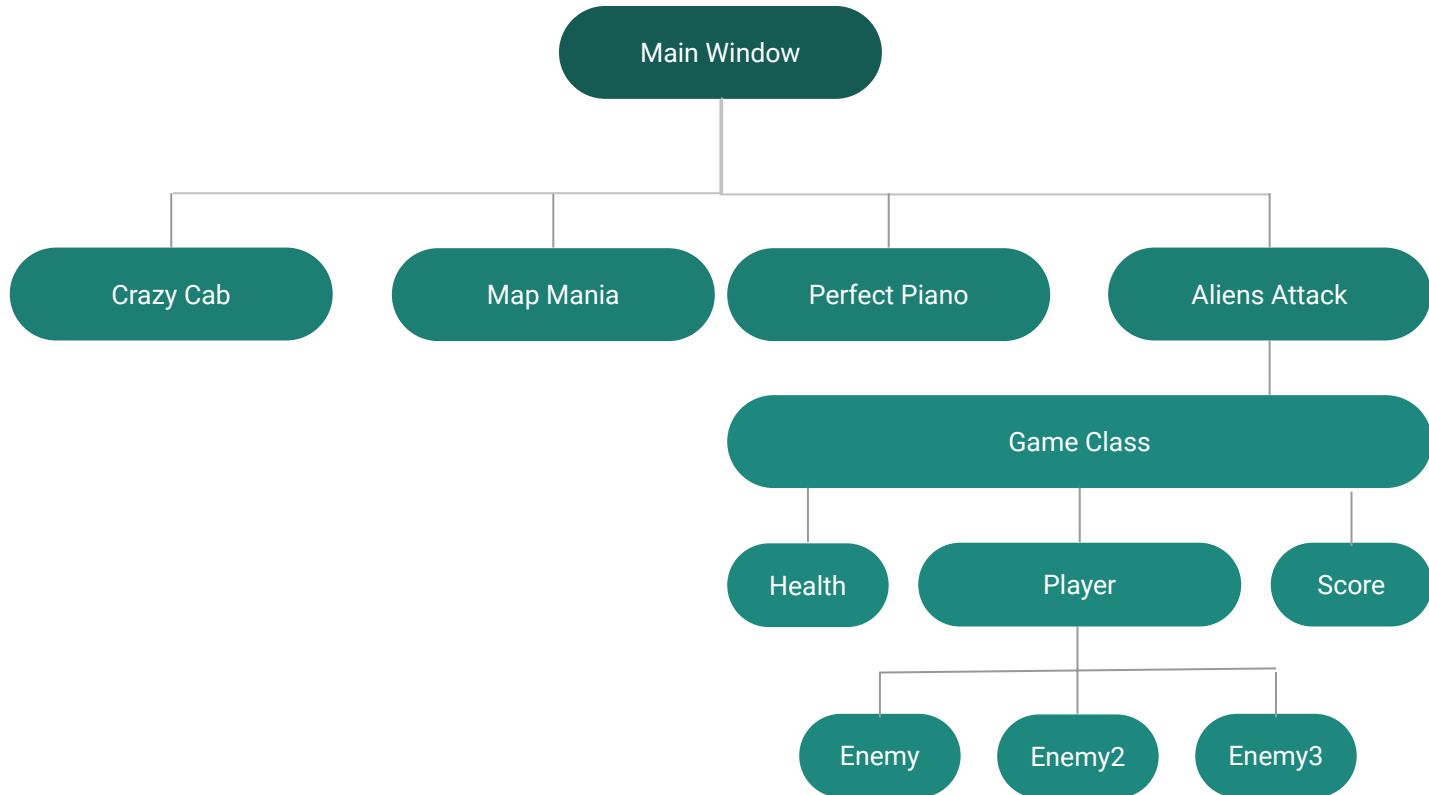 Main Window
Crazy Cab
Map Mania
Perfect Piano
Aliens Attack
Game Class
Health
Player
Score
Enemy
Enemy2
Enemy3